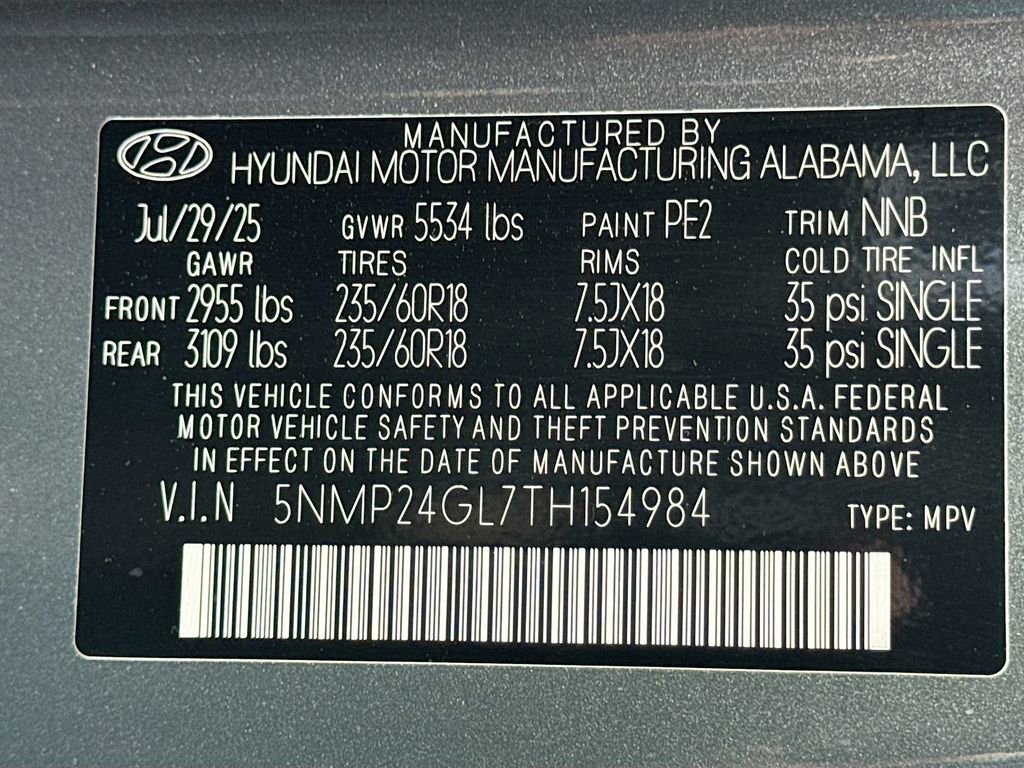 MANUFACTURED BY
HYUNDAI MOTOR MANUFACTURING ALABAMA, LLC
Jul/29/25 GVWR 5534 lbs PAINT PE2 TRIM NNB
GAWR TIRES RIMS COLD TIRE INFL
FRONT 2955 lbs 235/60R18 7.5JX18 35 psi SINGLE
REAR 3109 lbs 235/60R18 7.5JX18 35 psi SINGLE
THIS VEHICLE CONFORMS TO ALL APPLICABLE U.S.A. FEDERAL
MOTOR VEHICLE SAFETY AND THEFT PREVENTION STANDARDS
IN EFFECT ON THE DATE OF MANUFACTURE SHOWN ABOVE
V.I.N 5NMP24GL7TH154984 TYPE: MPV